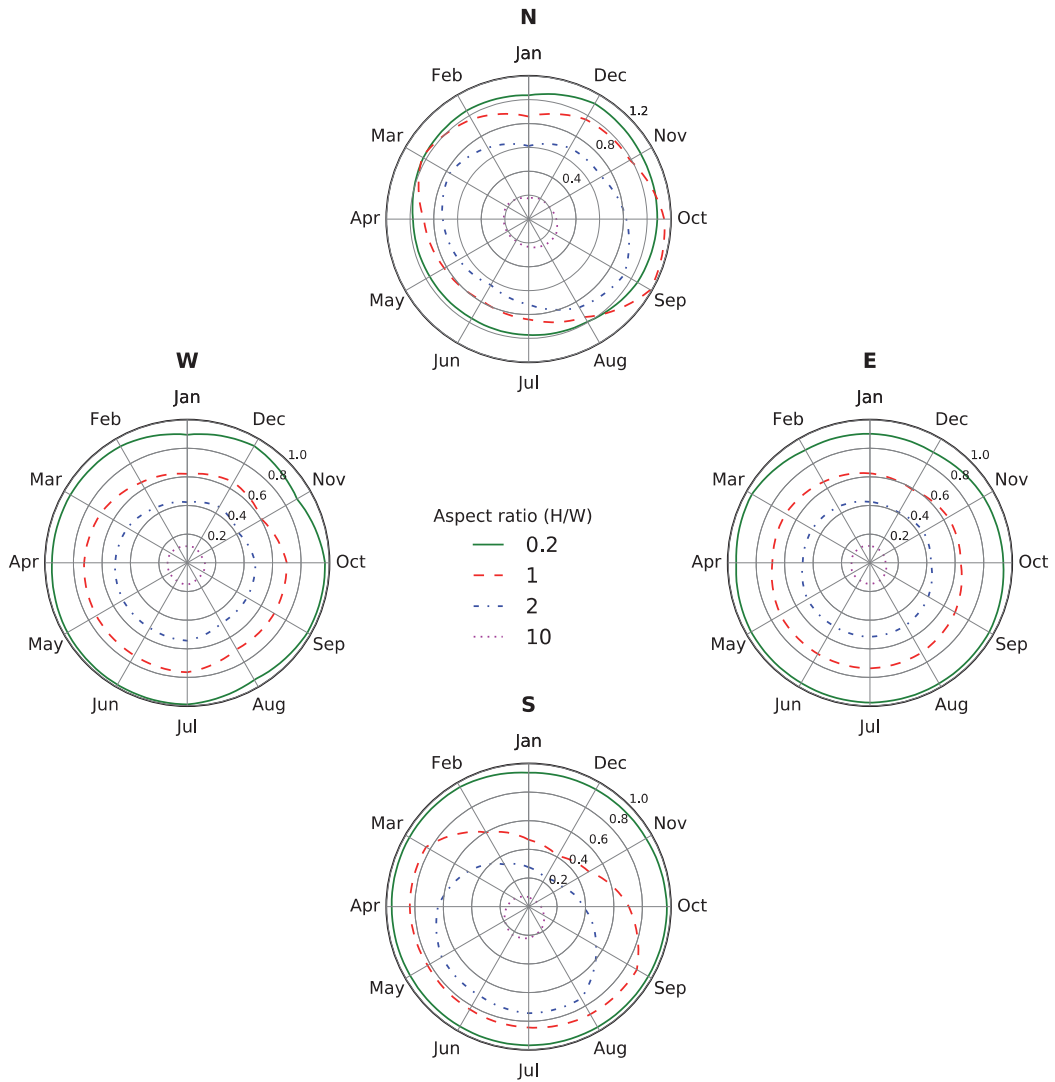 N
Jan
Feb
Dec
Mar
1.2
Nov
0.8
0.4
Apr
Oct
May
Sep
Jun
Aug
Jul
W
Jan
Feb
Dec
Mar
1.0
0.8
Nov
0.6
0.4
0.2
Apr
Oct
May
Sep
Jun
Aug
Jul
E
Jan
Feb
Dec
Mar
1.0
0.8
Nov
0.6
0.4
0.2
Apr
Oct
May
Sep
Jun
Aug
Jul
Aspect ratio (H/W)
0.2
1
2
10
S
Jan
Feb
Dec
Mar
1.0
0.8
Nov
0.6
0.4
0.2
Apr
Oct
May
Sep
Jun
Aug
Jul